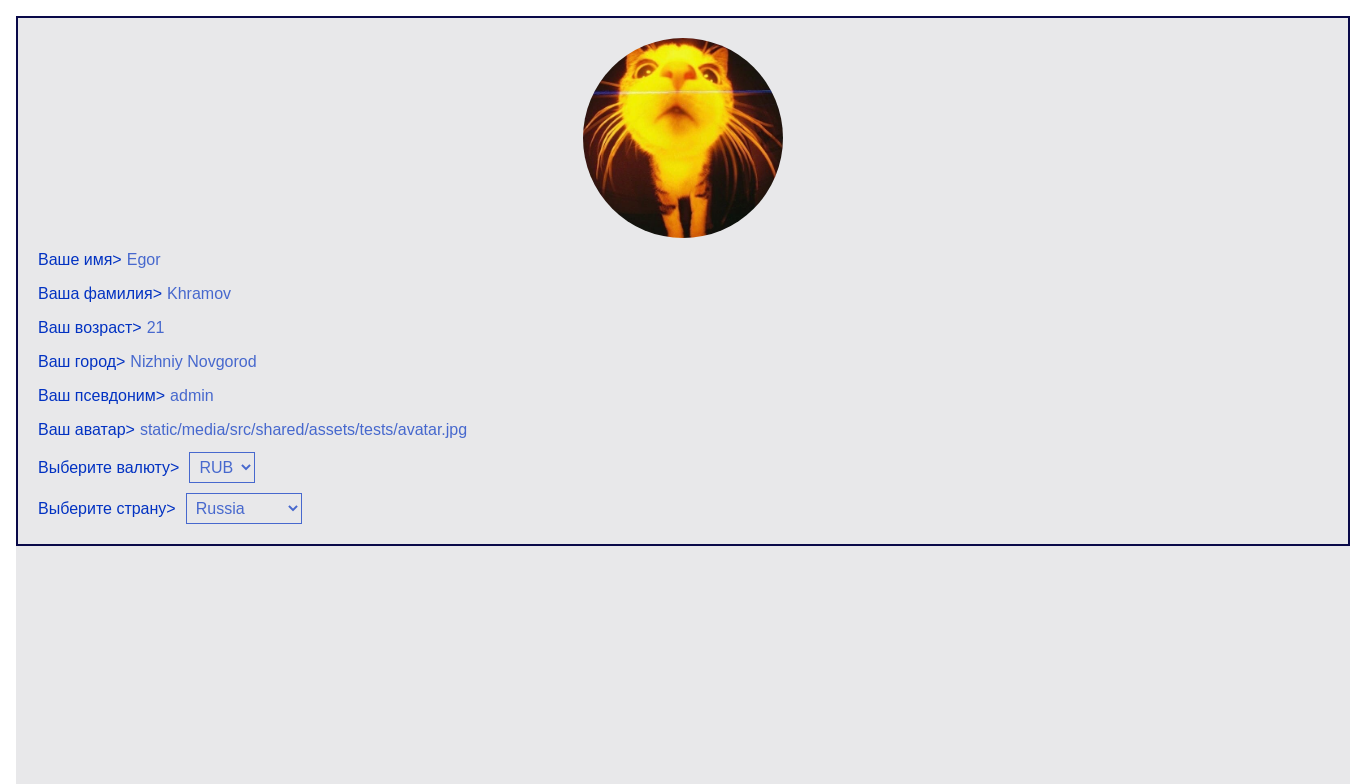 Ваше имя> Egor
Ваша фамилия> Khramov
Ваш возраст> 21
Ваш город> Nizhniy Novgorod
Ваш псевдоним> admin
Ваш аватар> static/media/src/shared/assets/tests/avatar.jpg
Выберите валюту> RUB
Выберите страну> Russia